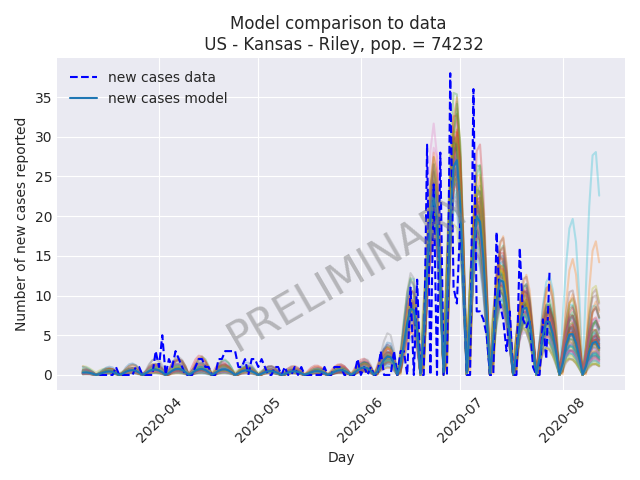 Model comparison to data
US - Kansas - Riley, pop. = 74232
new cases data
new cases model
Number of new cases reported
35
30
25
20
15
10
5
0
PRELIMINARY
2020-04
2020-05
2020-06
2020-07
2020-08
Day